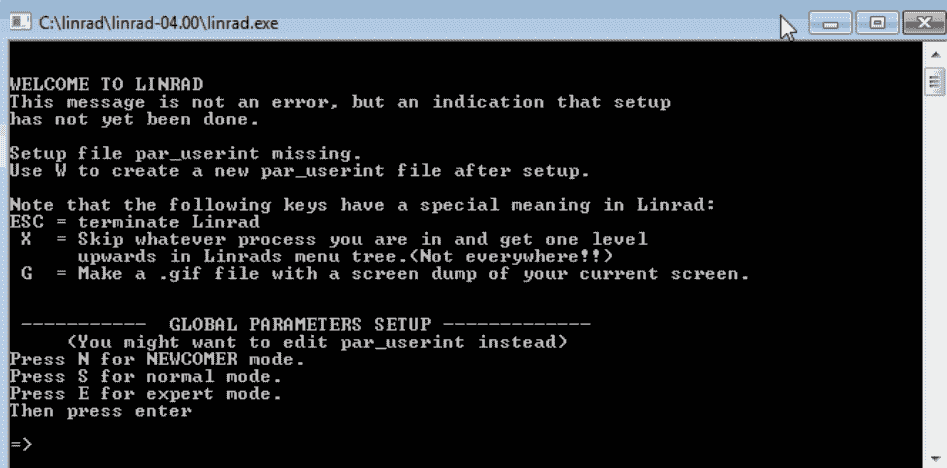 C:\linrad\linrad-04.00\linrad.exe
WELCOME TO LINRAD
This message is not an error, but an indication that setup
has not yet been done.
Setup file par_userint missing.
Use W to create a new par_userint file after setup.
Note that the following keys have a special meaning in Linrad:
ESC = terminate Linrad
X = Skip whatever process you are in and get one level
upwards in Linrads menu tree.(Not everywhere!!)
G = Make a .gif file with a screen dump of your current screen.
----------- GLOBAL PARAMETERS SETUP -------------
(You might want to edit par_userint instead)
Press N for NEWCOMER mode.
Press S for normal mode.
Press E for expert mode.
Then press enter
=>